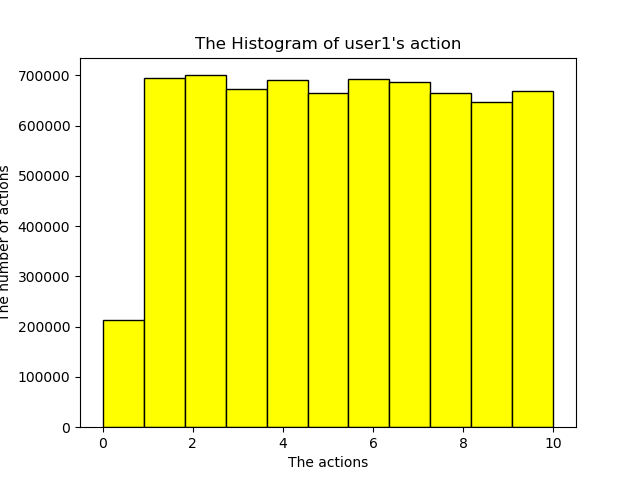 The Histogram of user1's action
700000
600000
500000
400000
300000
200000
100000
0
The number of actions
0 2 4 6 8 10
The actions